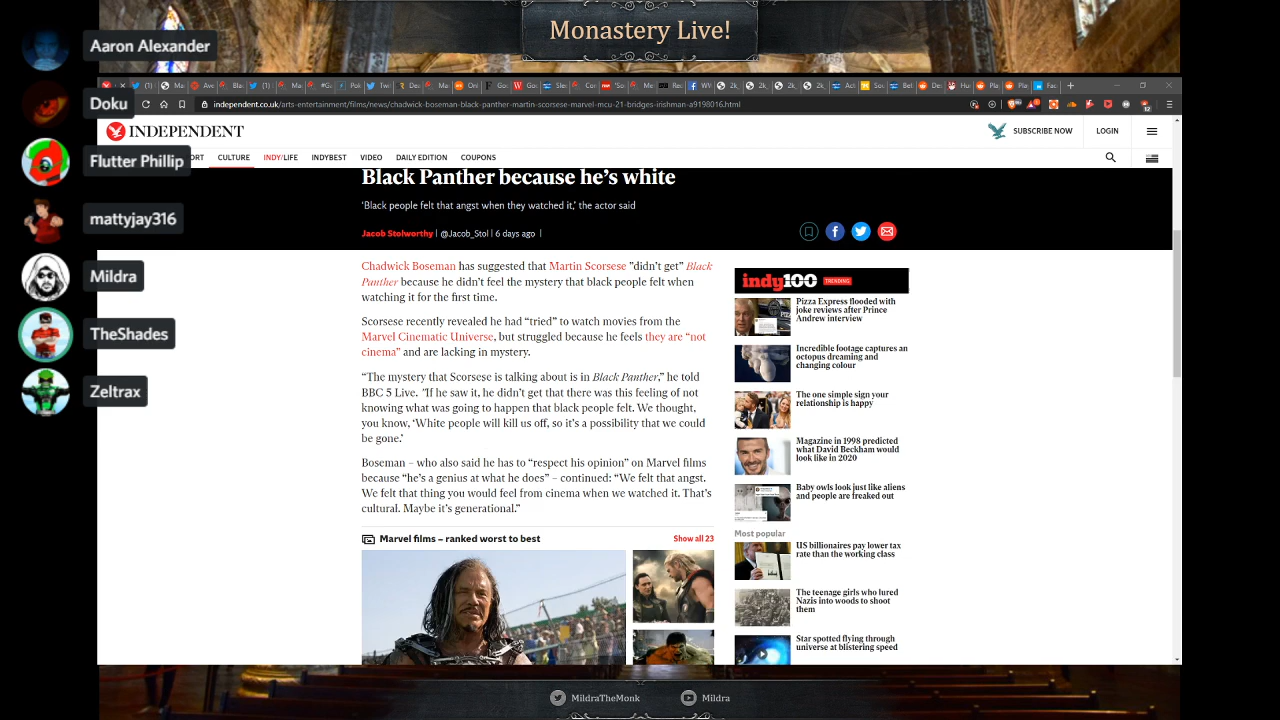 Monastery Live!
Aaron Alexander
Doku
Flutter Phillip
mattyjay316
Mildra
TheShades
Zeltrax
independent.co.uk/arts-entertainment/films/news/chadwick-boseman-black-panther-martin-scorsese-marvel-mcu-21-bridges-irishman-a9198016.html
INDEPENDENT
SUBSCRIBE NOW
LOGIN
ORT
CULTURE
INDY/LIFE
INDYBEST
VIDEO
DAILY EDITION
COUPONS
Black Panther because he’s white
‘Black people felt that angst when they watched it,’ the actor said
Jacob Stolworthy | @Jacob_Stol | 6 days ago |
Chadwick Boseman has suggested that Martin Scorsese "didn’t get” Black
Panther because he didn’t feel the mystery that black people felt when
watching it for the first time.
Scorsese recently revealed he had “tried” to watch movies from the
Marvel Cinematic Universe, but struggled because he feels they are “not
cinema” and are lacking in mystery.
“The mystery that Scorsese is talking about is in Black Panther,” he told
BBC 5 Live. “If he saw it, he didn’t get that there was this feeling of not
knowing what was going to happen that black people felt. We thought,
you know, ‘White people will kill us off, so it’s a possibility that we could
be gone.’
Boseman – who also said he has to “respect his opinion” on Marvel films
because “he’s a genius at what he does” – continued: “We felt that angst.
We felt that thing you would feel from cinema when we watched it. That’s
cultural. Maybe it’s generational.”
Marvel films – ranked worst to best
Show all 23
indy100 TRENDING
Pizza Express flooded with
joke reviews after Prince
Andrew interview
Incredible footage captures an
octopus dreaming and
changing colour
The one simple sign your
relationship is happy
Magazine in 1998 predicted
what David Beckham would
look like in 2020
Baby owls look just like aliens
and people are freaked out
Most popular
US billionaires pay lower tax
rate than the working class
The teenage girls who lured
Nazis into woods to shoot
them
Star spotted flying through
universe at blistering speed
MildraTheMonk
Mildra